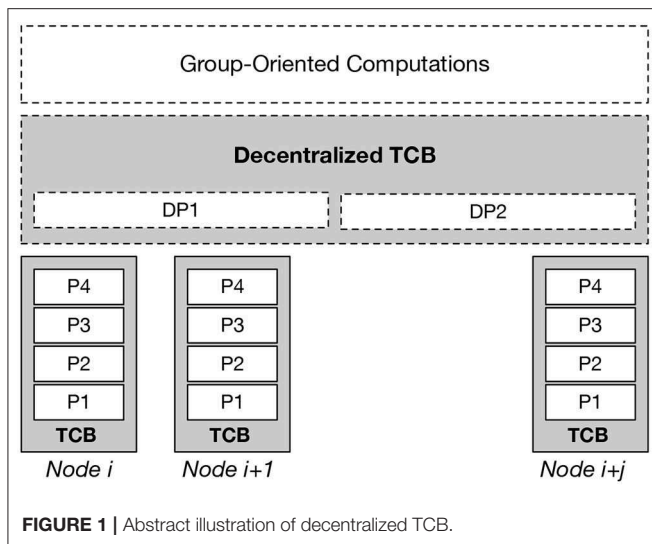 Group-Oriented Computations
Decentralized TCB
DP1 DP2
P4 P4 P4
P3 P3 P3
P2 P2 P2
P1 P1 P1
TCB TCB TCB
Node i Node i+1 Node i+j
FIGURE 1 | Abstract illustration of decentralized TCB.